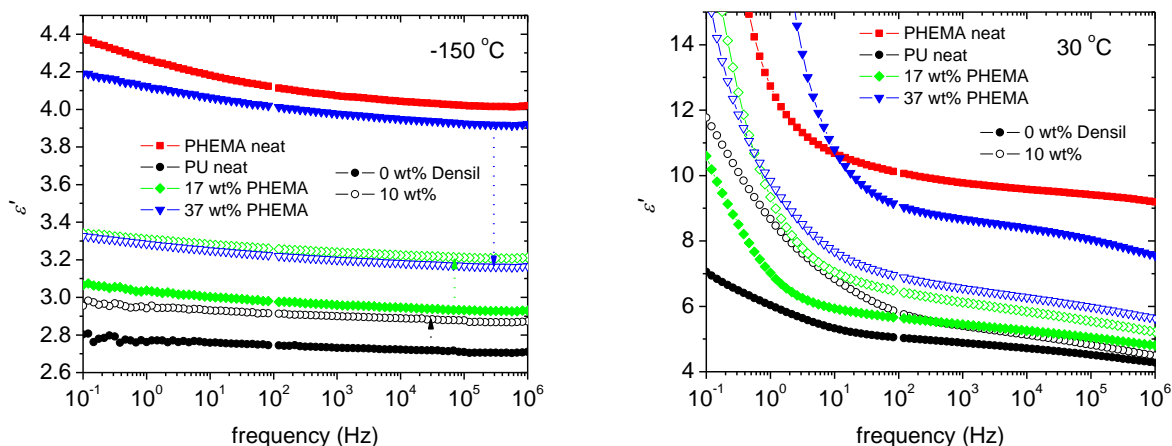 4.4
4.2
4.0
3.8
3.6
3.4
3.2
3.0
2.8
2.6
ε'
-150 °C
PHEMA neat
PU neat
17 wt% PHEMA
37 wt% PHEMA
0 wt% Densil
10 wt%
10⁻¹ 10⁰ 10¹ 10² 10³ 10⁴ 10⁵ 10⁶
frequency (Hz)
14
12
10
8
6
4
ε'
30 °C
PHEMA neat
PU neat
17 wt% PHEMA
37 wt% PHEMA
0 wt% Densil
10 wt%
10⁻¹ 10⁰ 10¹ 10² 10³ 10⁴ 10⁵ 10⁶
frequency (Hz)